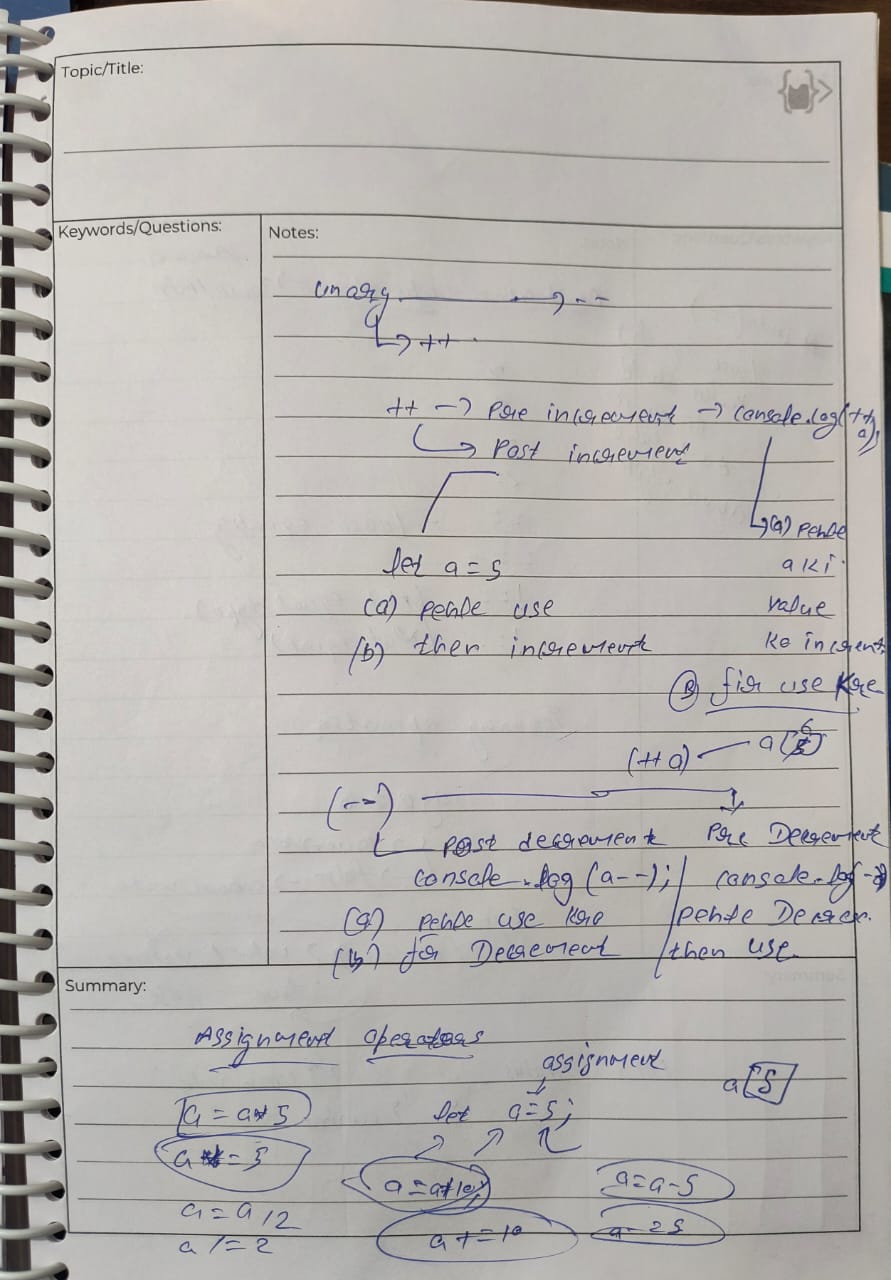 Topic/Title:
Keywords/Questions:
Notes:
unary → --
↳ ++
++ → Pre increment → console.log(++a);
↳ Post increment
let a = 5
(a) pehle use
(b) then increment
(a) pehle
a ki
value
ko increment
(B) fir use kre
(++a) — a 6
(--)
Post decrement
console.log (a--);
(a) pehle use kre
(b) fir Decrement
Pre Decrement
console.log
pehle Decre.
then use.
Summary:
Assignment operators
assignment
a = a * 5
let a = 5;
a 5
a *= 5
a = a + 10;
a = a - 5
a = a / 2
a += 10
a -= 5
a /= 2